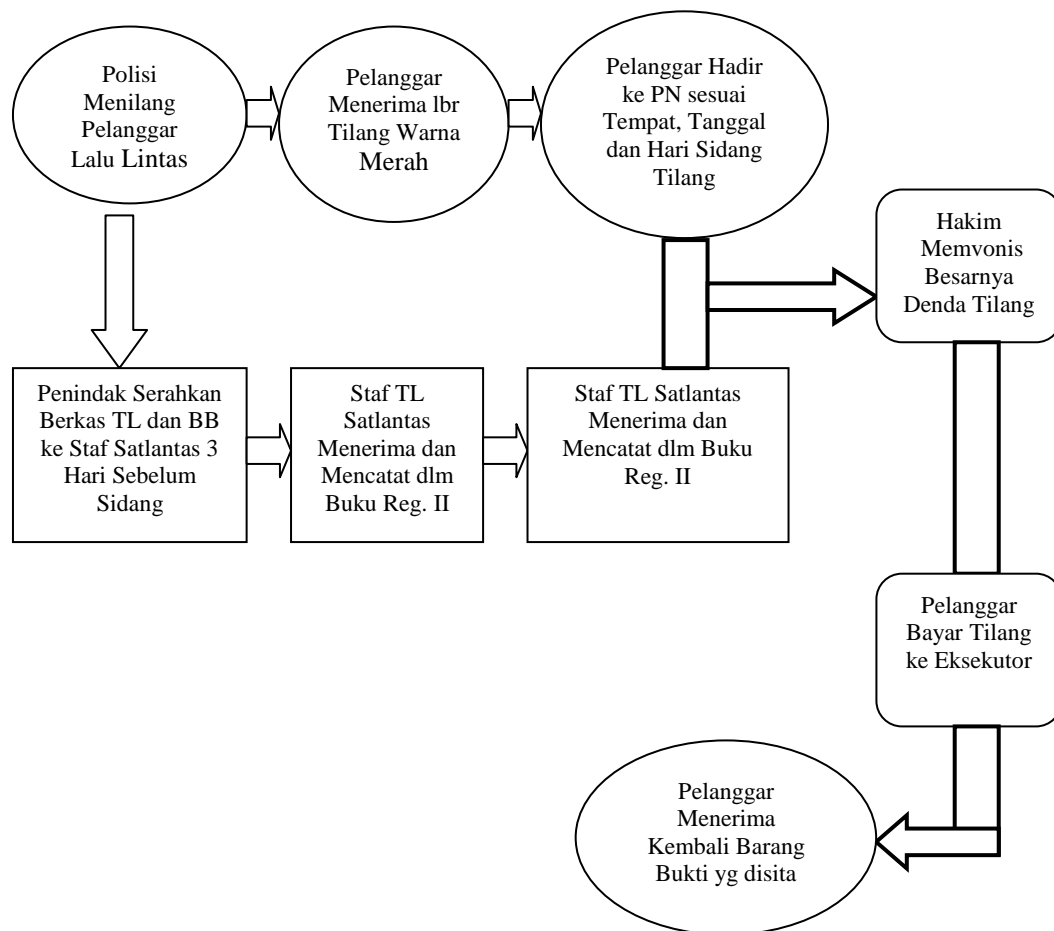 Polisi
Menilang
Pelanggar
Lalu Lintas
Pelanggar
Menerima lbr
Tilang Warna
Merah
Pelanggar Hadir
ke PN sesuai
Tempat, Tanggal
dan Hari Sidang
Tilang
Hakim
Memvonis
Besarnya
Denda Tilang
Penindak Serahkan
Berkas TL dan BB
ke Staf Satlantas 3
Hari Sebelum
Sidang
Staf TL
Satlantas
Menerima dan
Mencatat dlm
Buku Reg. II
Staf TL Satlantas
Menerima dan
Mencatat dlm Buku
Reg. II
Pelanggar
Bayar Tilang
ke Eksekutor
Pelanggar
Menerima
Kembali Barang
Bukti yg disita